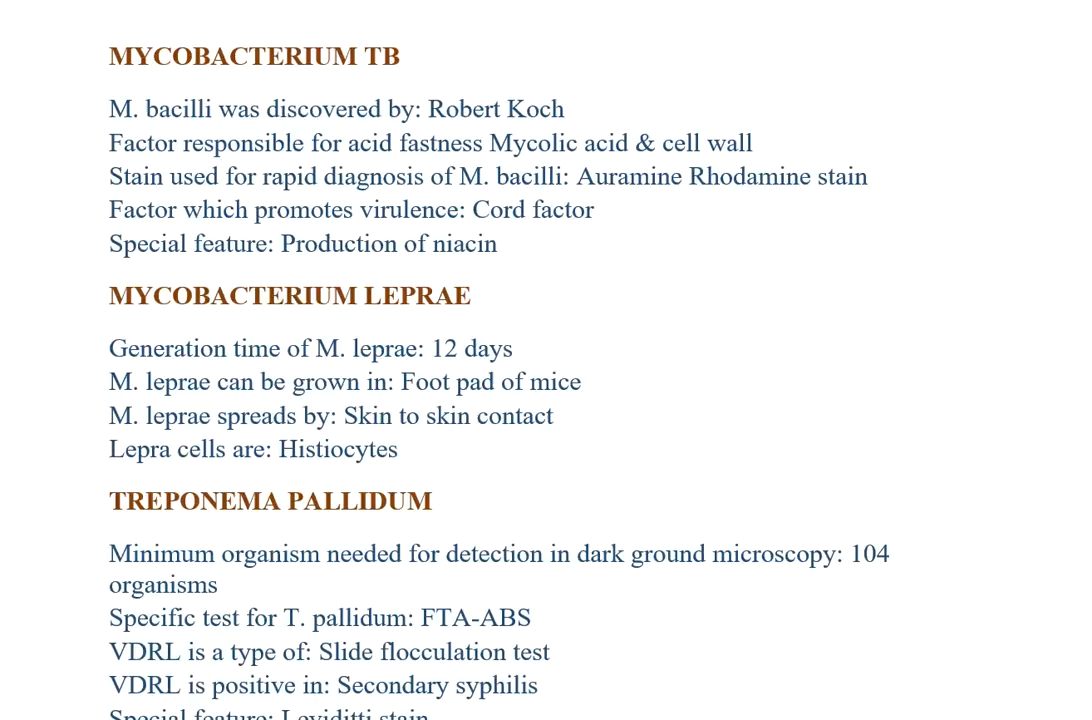 MYCOBACTERIUM TB
M. bacilli was discovered by: Robert Koch
Factor responsible for acid fastness Mycolic acid & cell wall
Stain used for rapid diagnosis of M. bacilli: Auramine Rhodamine stain
Factor which promotes virulence: Cord factor
Special feature: Production of niacin
MYCOBACTERIUM LEPRAE
Generation time of M. leprae: 12 days
M. leprae can be grown in: Foot pad of mice
M. leprae spreads by: Skin to skin contact
Lepra cells are: Histiocytes
TREPONEMA PALLIDUM
Minimum organism needed for detection in dark ground microscopy: 104
organisms
Specific test for T. pallidum: FTA-ABS
VDRL is a type of: Slide flocculation test
VDRL is positive in: Secondary syphilis
Special feature: Leviditti stain